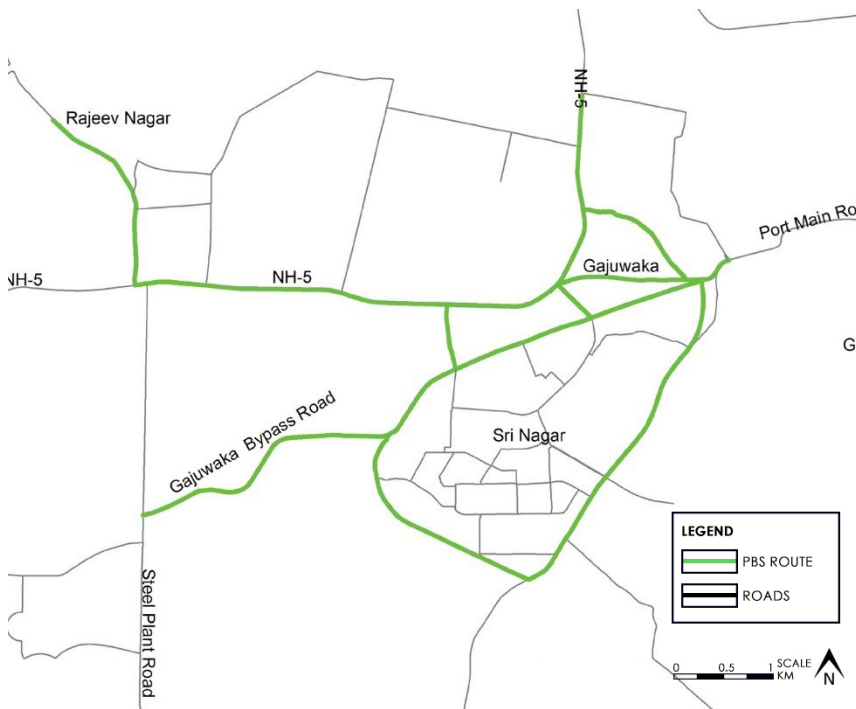 NH-5
Rajeev Nagar
Port Main Ro
Gajuwaka
NH-5
NH-5
G
Gajuwaka Bypass Road
Sri Nagar
LEGEND
PBS ROUTE
ROADS
Steel Plant Road
0 0.5 1 SCALE
KM
N